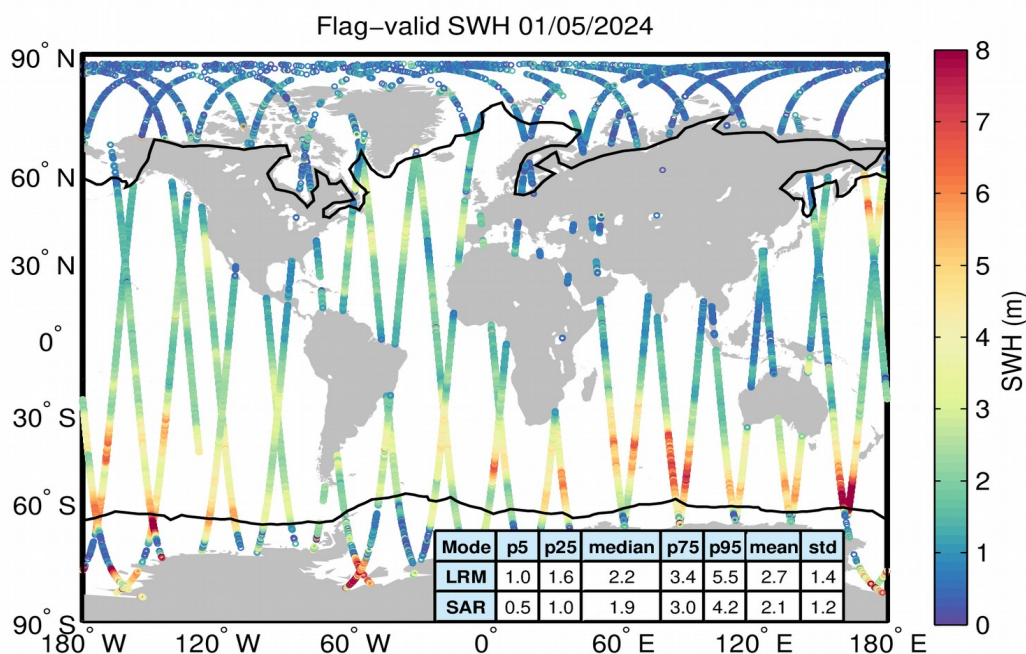 Flag−valid SWH 01/05/2024
90° N
60° N
30° N
0°
30° S
60° S
90° S
180° W
120° W
60° W
0°
60° E
120° E
180° E
Mode p5 p25 median p75 p95 mean std
LRM 1.0 1.6 2.2 3.4 5.5 2.7 1.4
SAR 0.5 1.0 1.9 3.0 4.2 2.1 1.2
8
7
6
5
4
3
2
1
0
SWH (m)